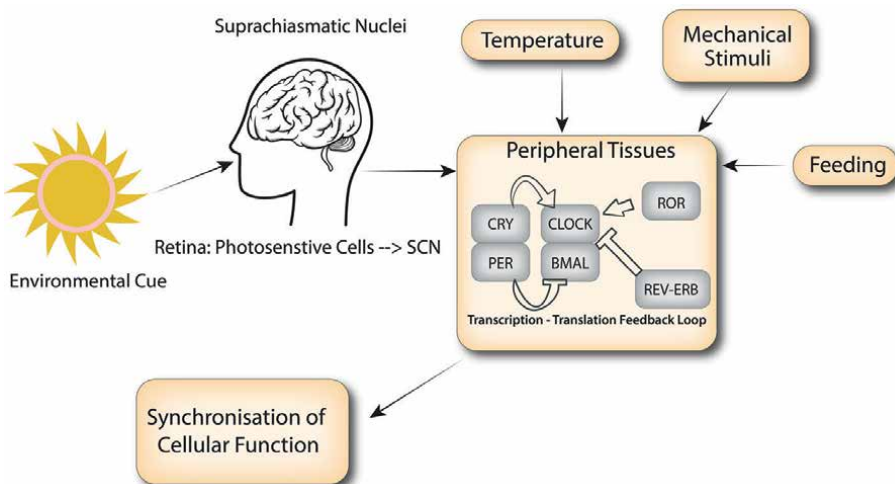 Suprachiasmatic Nuclei
Temperature
Mechanical
Stimuli
Peripheral Tissues
Feeding
CRY
CLOCK
ROR
PER
BMAL
REV-ERB
Transcription - Translation Feedback Loop
Retina: Photosenstive Cells --> SCN
Environmental Cue
Synchronisation of
Cellular Function